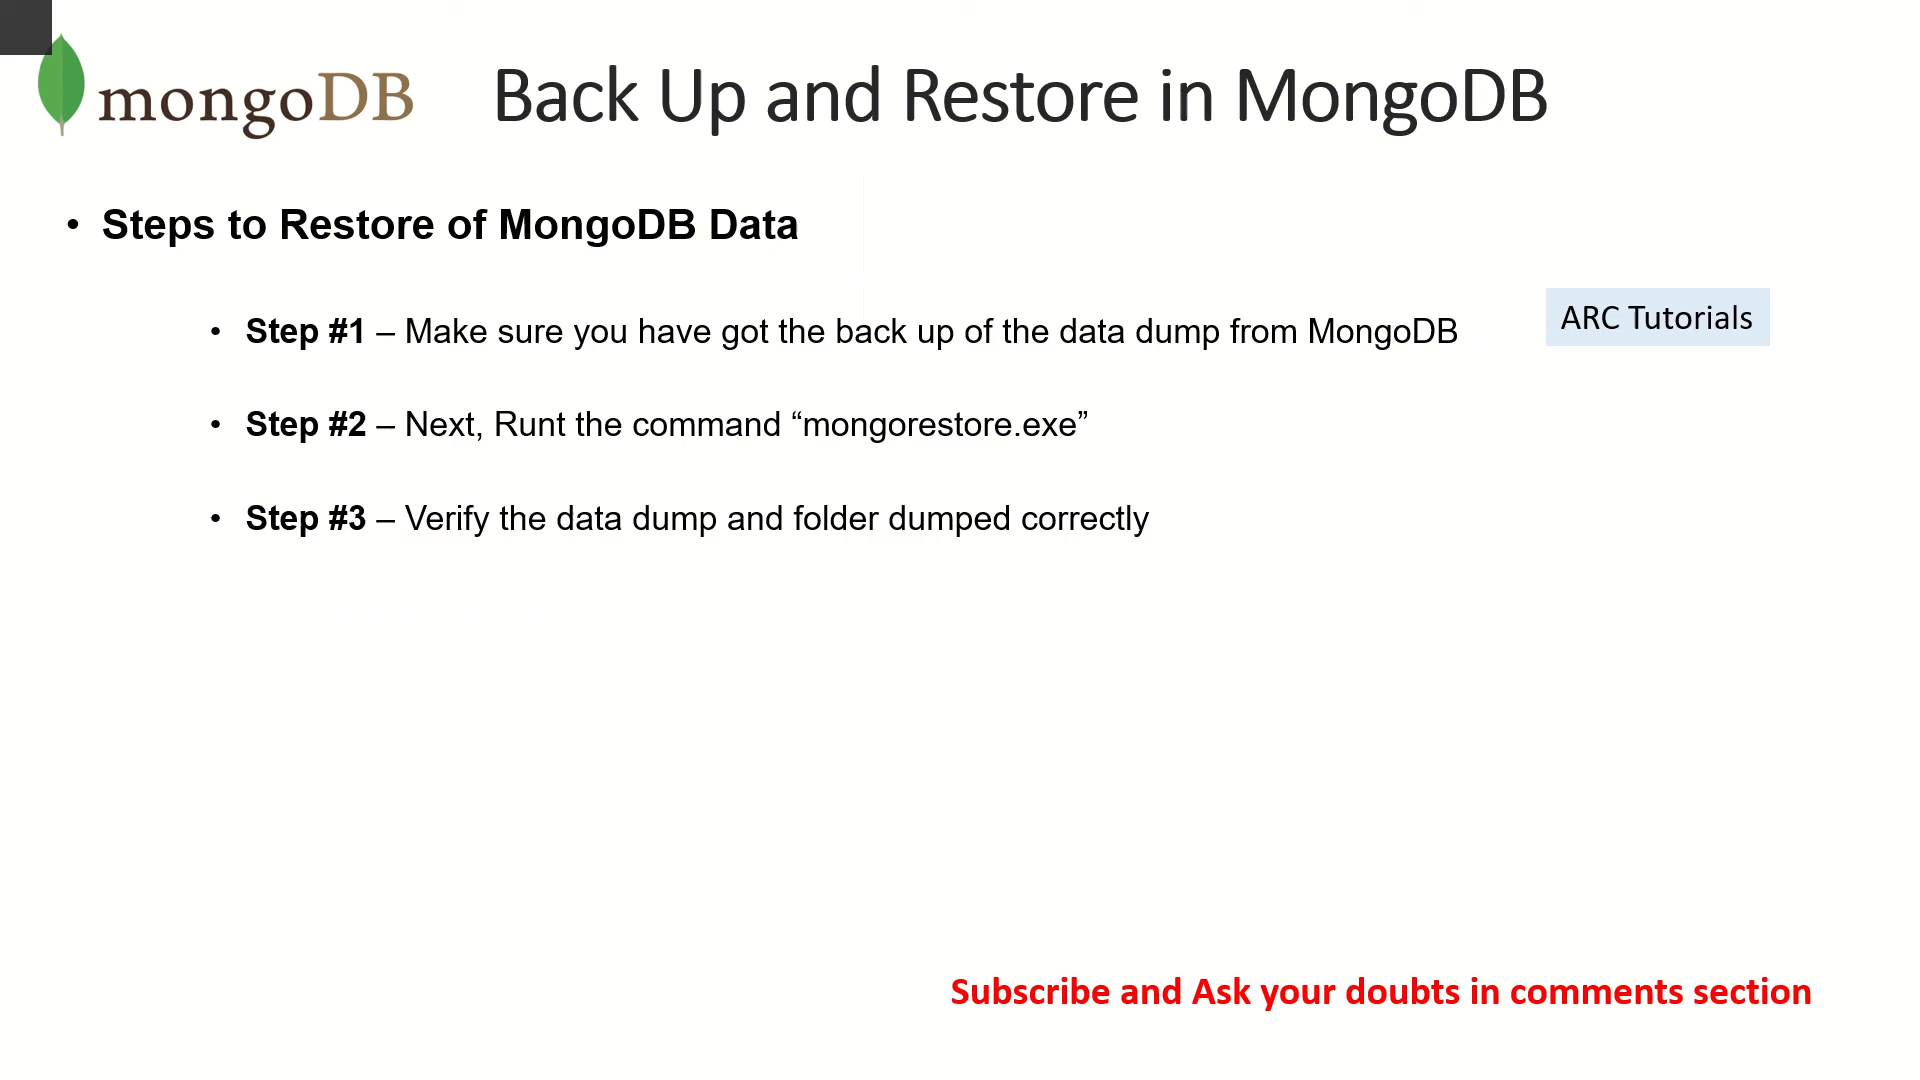 mongoDB
Back Up and Restore in MongoDB
• Steps to Restore of MongoDB Data
• Step #1 – Make sure you have got the back up of the data dump from MongoDB
ARC Tutorials
• Step #2 – Next, Runt the command “mongorestore.exe”
• Step #3 – Verify the data dump and folder dumped correctly
Subscribe and Ask your doubts in comments section